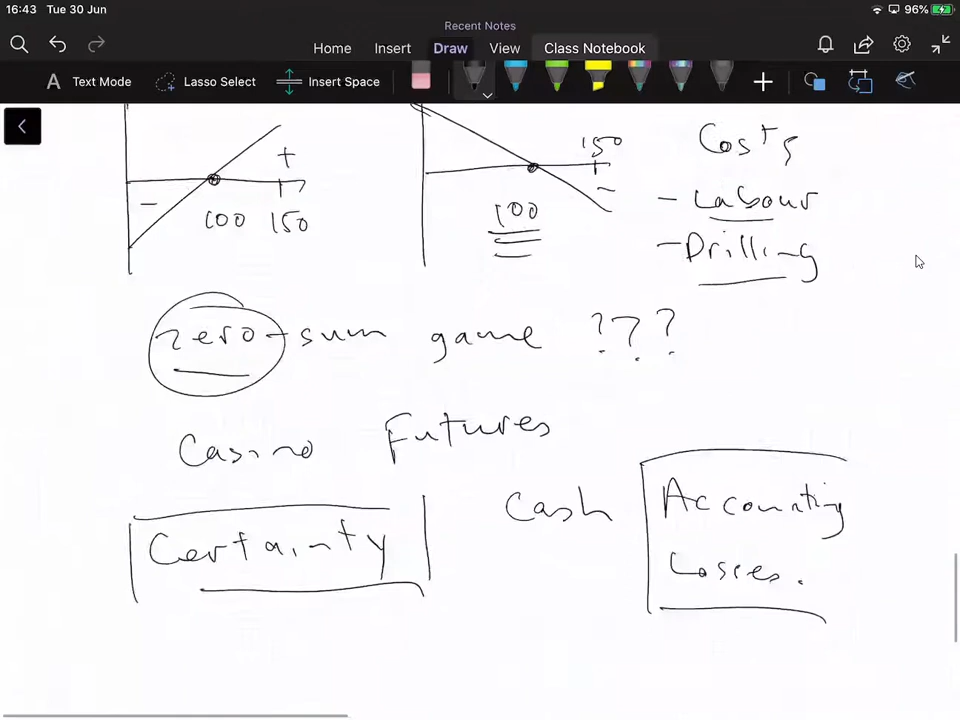 16:43 Tue 30 Jun
96%
Recent Notes
Home Insert Draw View Class Notebook
A Text Mode Lasso Select Insert Space
+
-
100 150
150
-
100
Costs
- Labour
- Drilling
zero-sum game ???
Casino Futures
Certainty
Cash
Accounting
Losses.